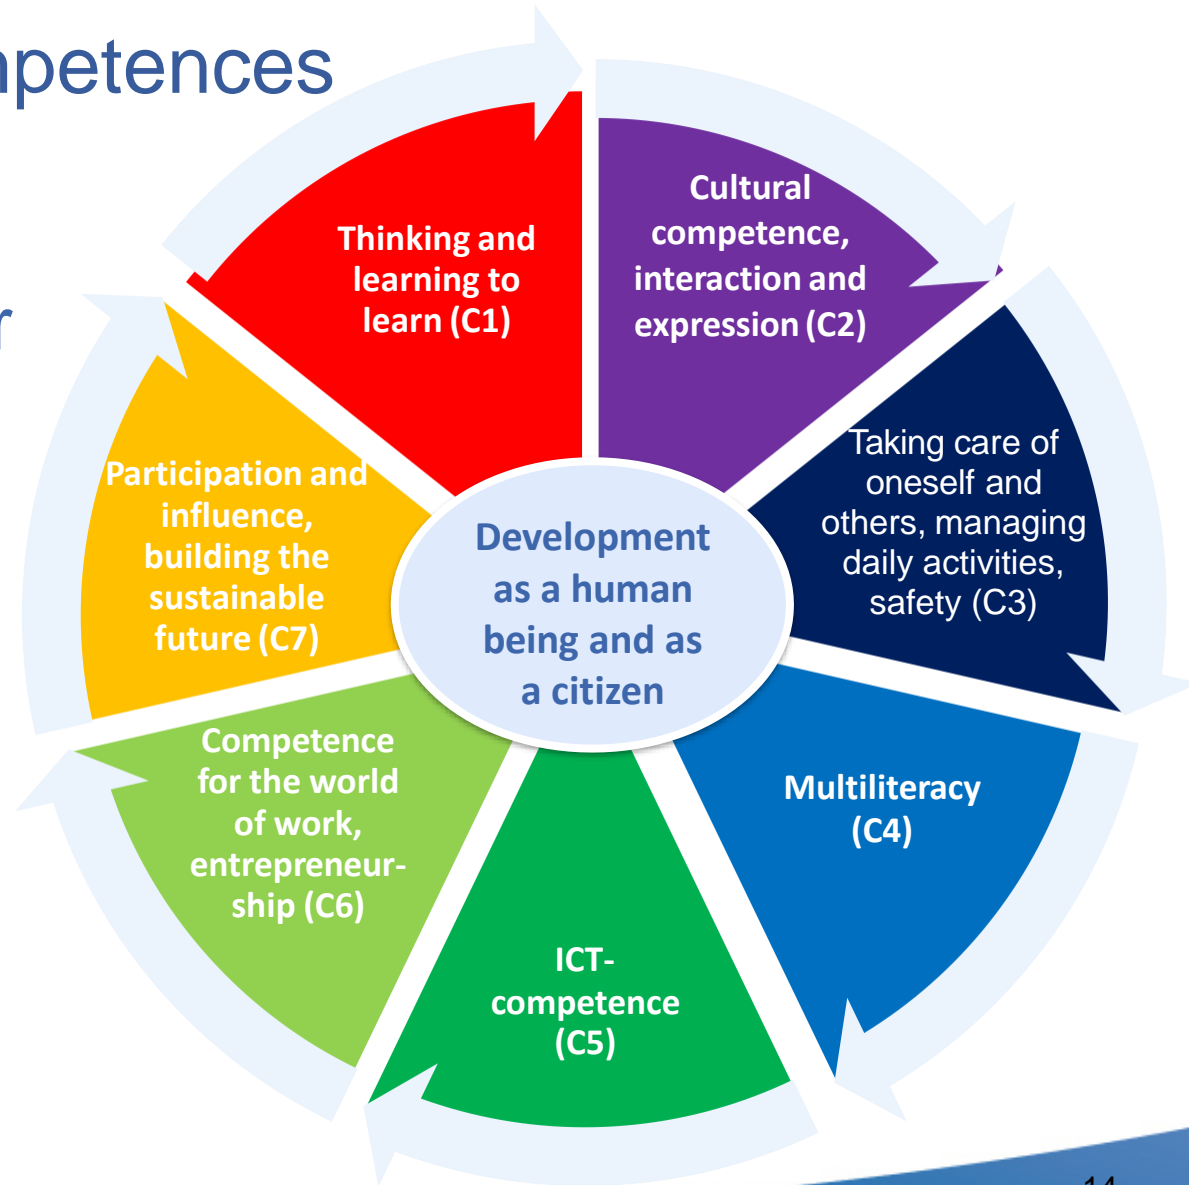 mpetences
r
Thinking and
learning to
learn (C1)
Cultural
competence,
interaction and
expression (C2)
Taking care of
oneself and
others, managing
daily activities,
safety (C3)
Multiliteracy
(C4)
ICT-
competence
(C5)
Competence
for the world
of work,
entrepreneur-
ship (C6)
Participation and
influence,
building the
sustainable
future (C7)
Development
as a human
being and as
a citizen
14